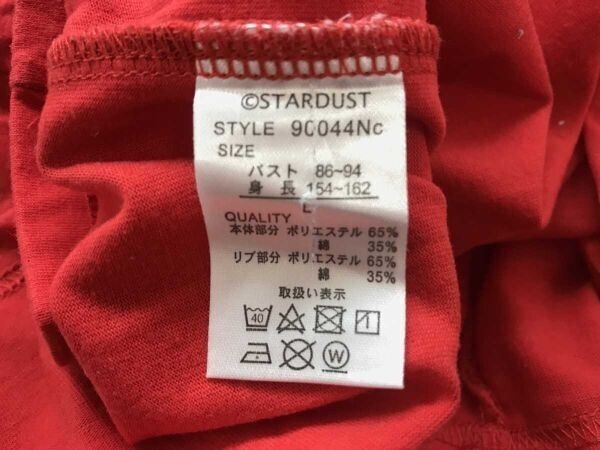 ©STARDUST
STYLE 90044Nc
SIZE
バスト 86~94
身 長 154~162
L
QUALITY
本体部分 ポリエステル 65%
綿 35%
リブ部分 ポリエステル 65%
綿 35%
取扱い表示
40
W